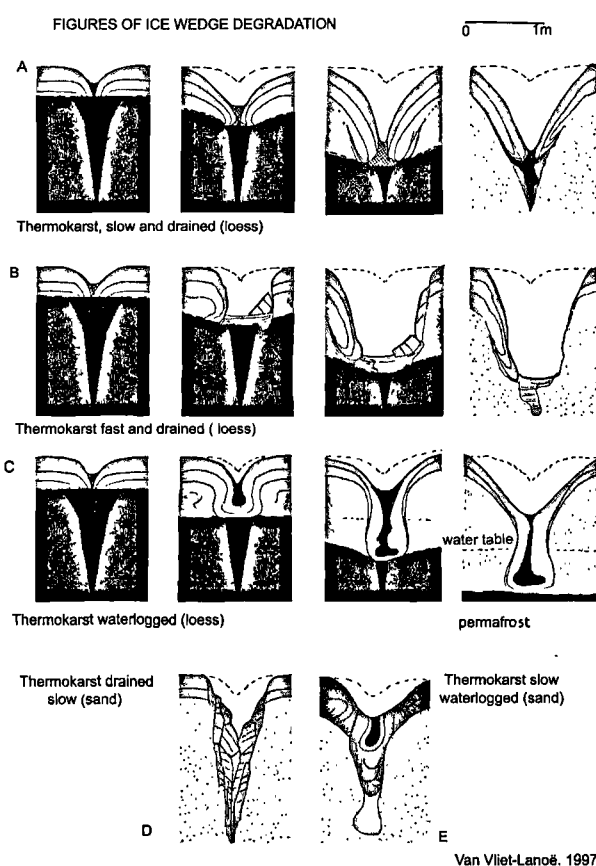 FIGURES OF ICE WEDGE DEGRADATION
0 1m
A
Thermokarst, slow and drained (loess)
B
Thermokarst fast and drained ( loess)
C
water table
Thermokarst waterlogged (loess)
permafrost
Thermokarst drained
slow (sand)
Thermokarst slow
waterlogged (sand)
D
E
Van Vliet-Lanoë. 1997